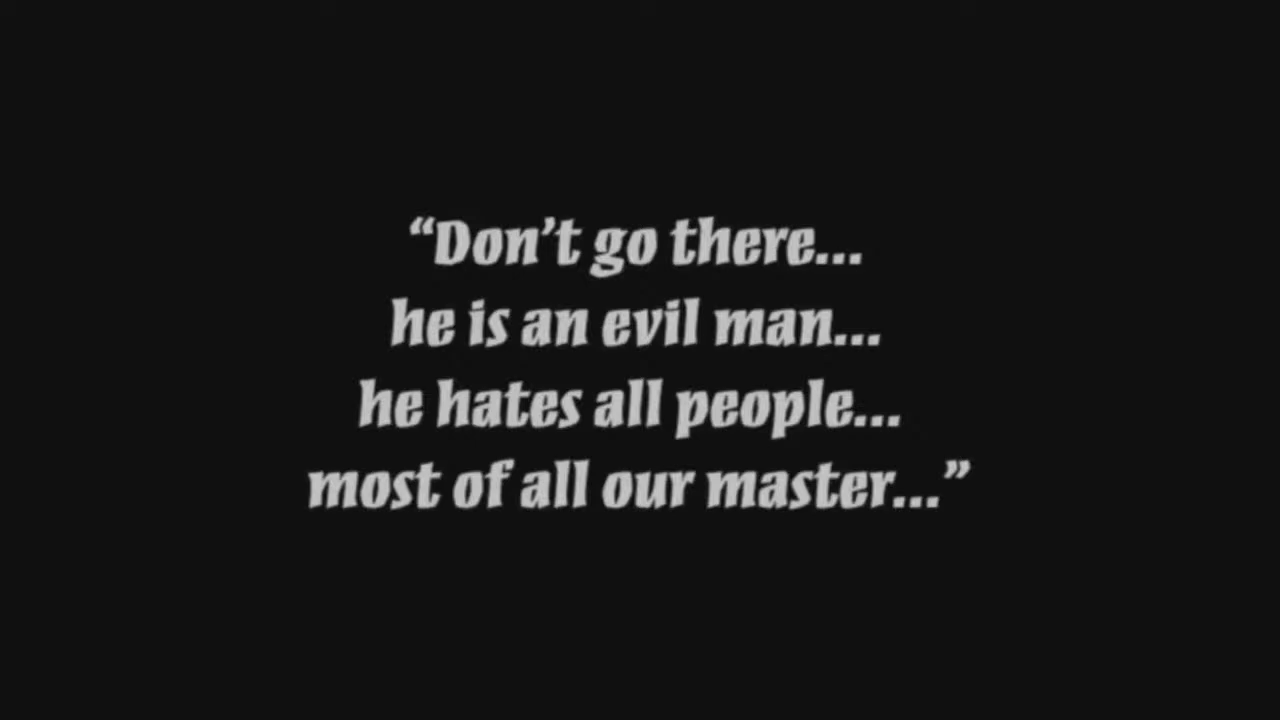 “Don’t go there...
he is an evil man...
he hates all people...
most of all our master...”